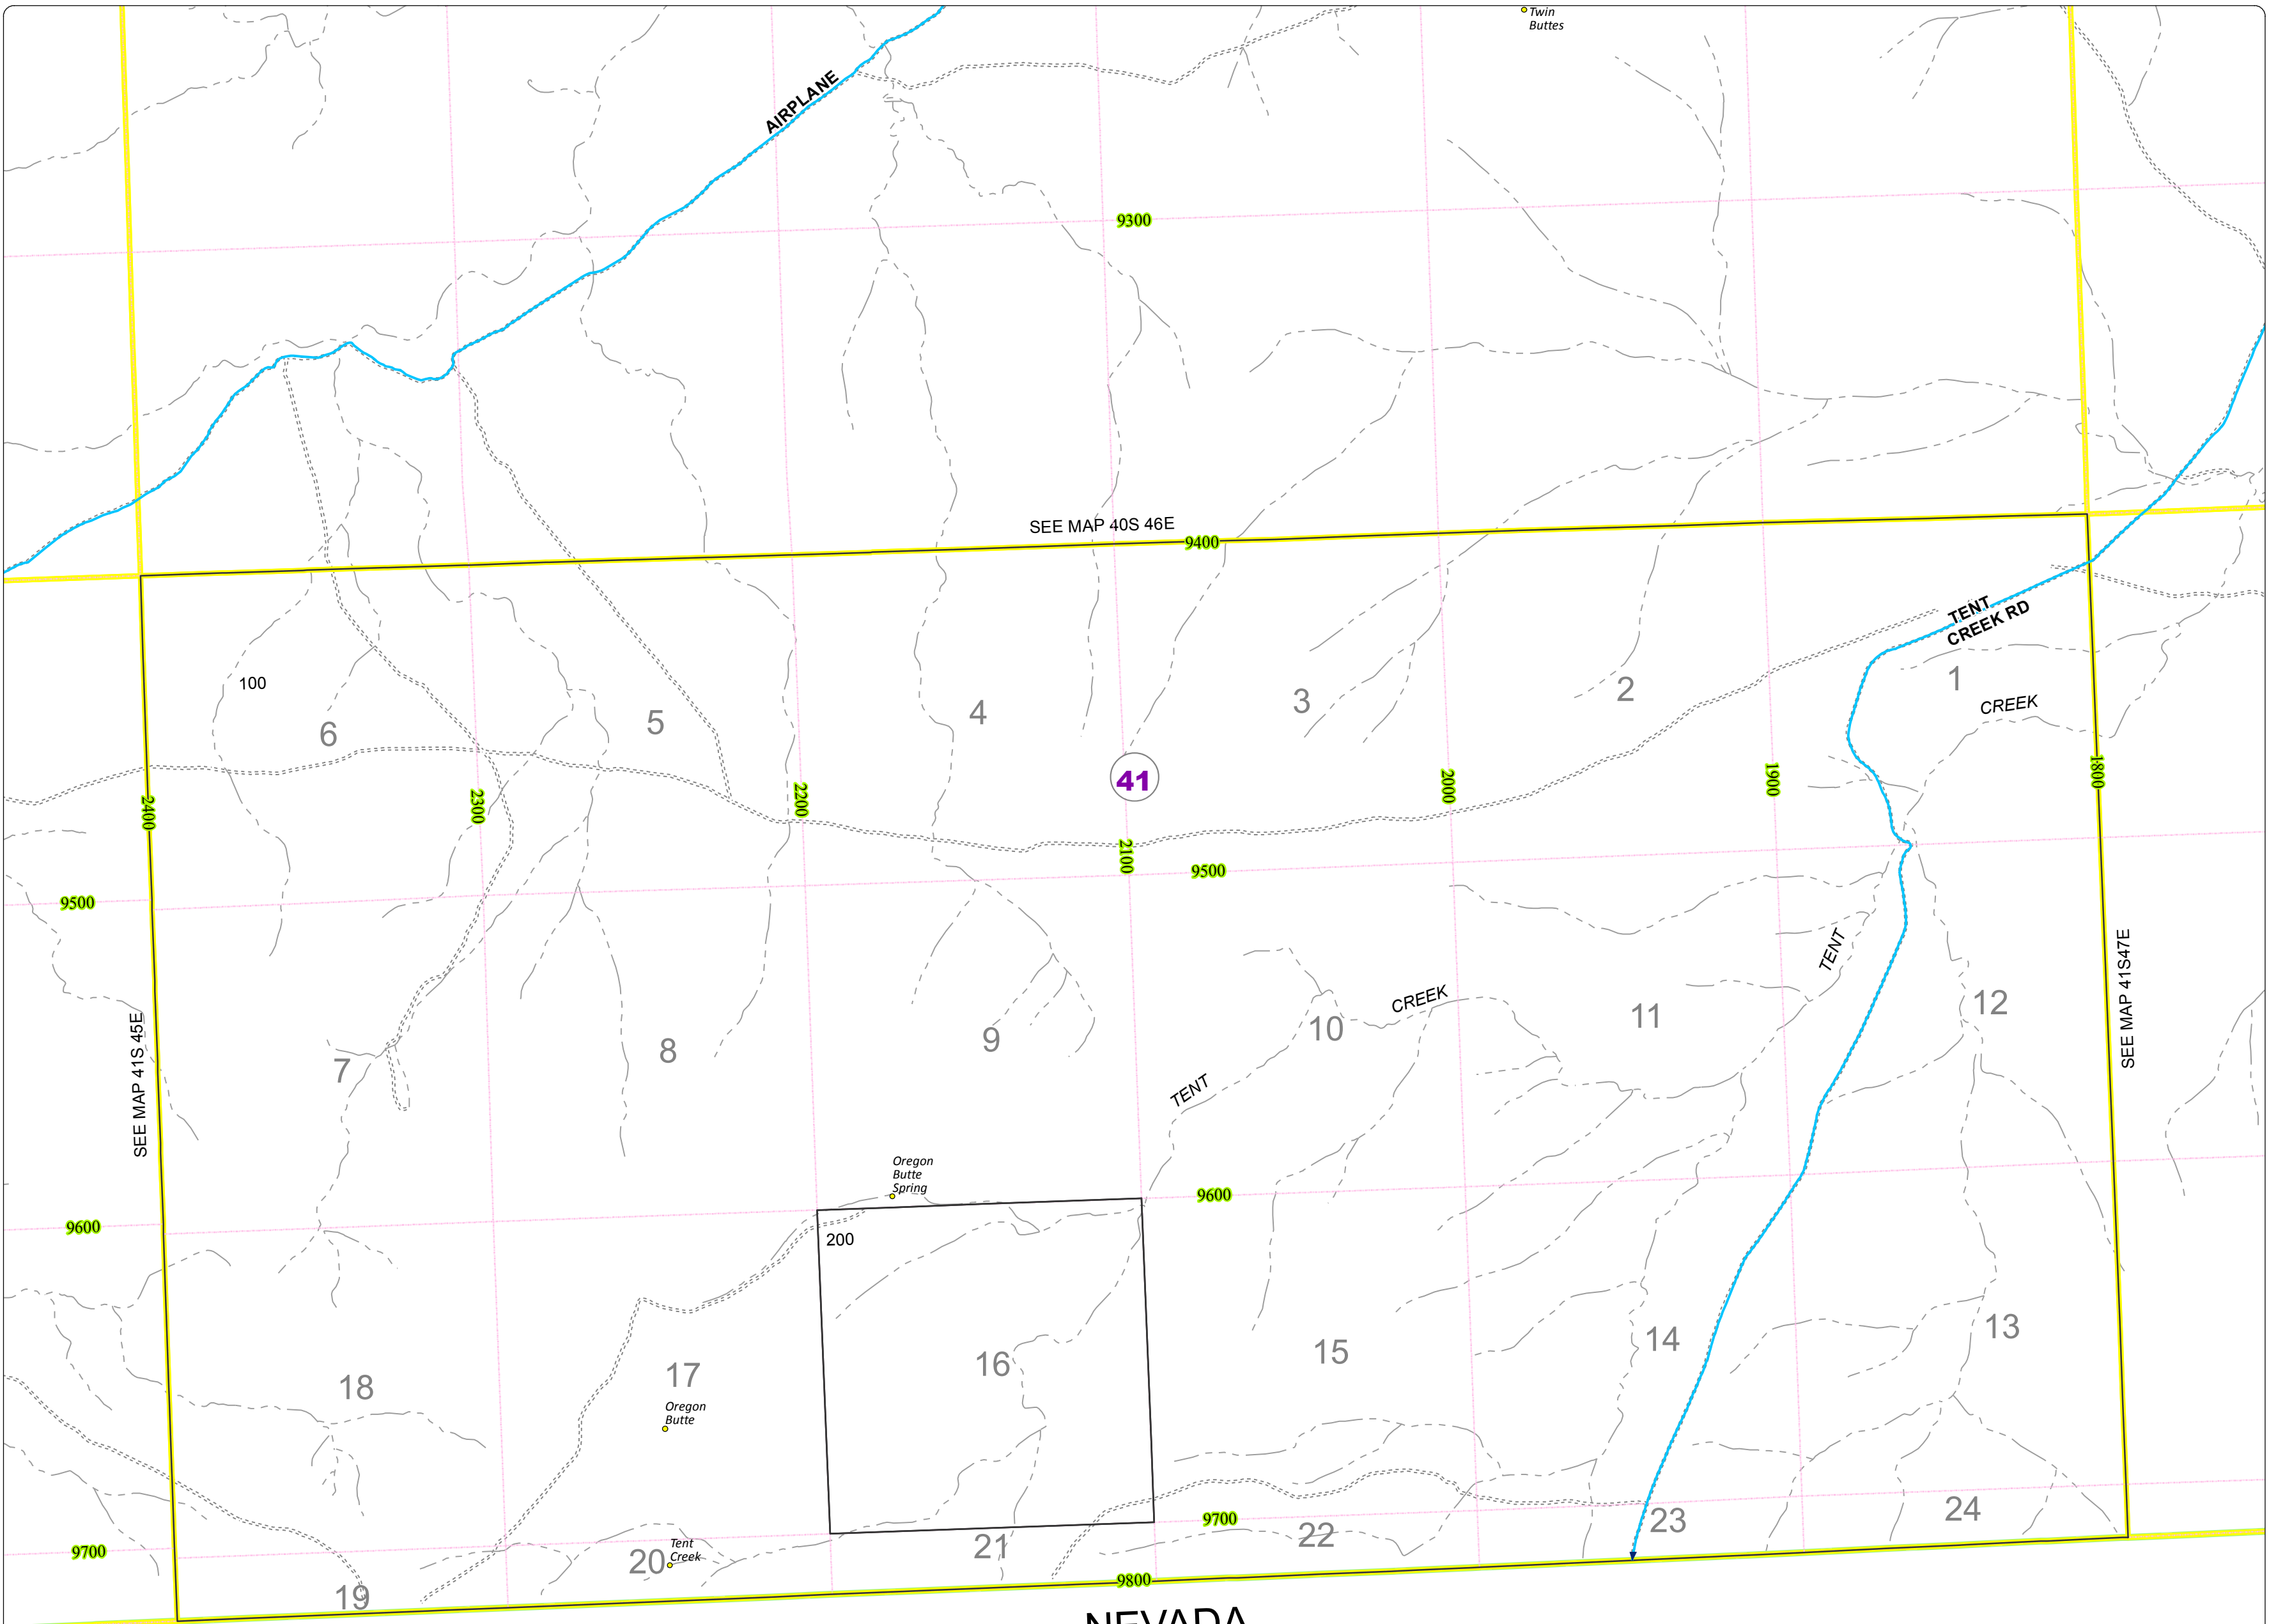 Twin
Buttes
AIRPLANE
9300
SEE MAP 40S 46E
9400
TENT
CREEK RD
100
6
5
4
3
2
1
CREEK
41
2400
2300
2200
2100
2000
1900
1800
9500
9500
TENT
SEE MAP 41S 45E
SEE MAP 41S47E
7
8
9
10
CREEK
11
12
TENT
Oregon
Butte
Spring
9600
9600
200
18
17
16
15
14
13
Oregon
Butte
9700
9700
19
20
Tent
Creek
21
22
23
24
9800
NEVADA